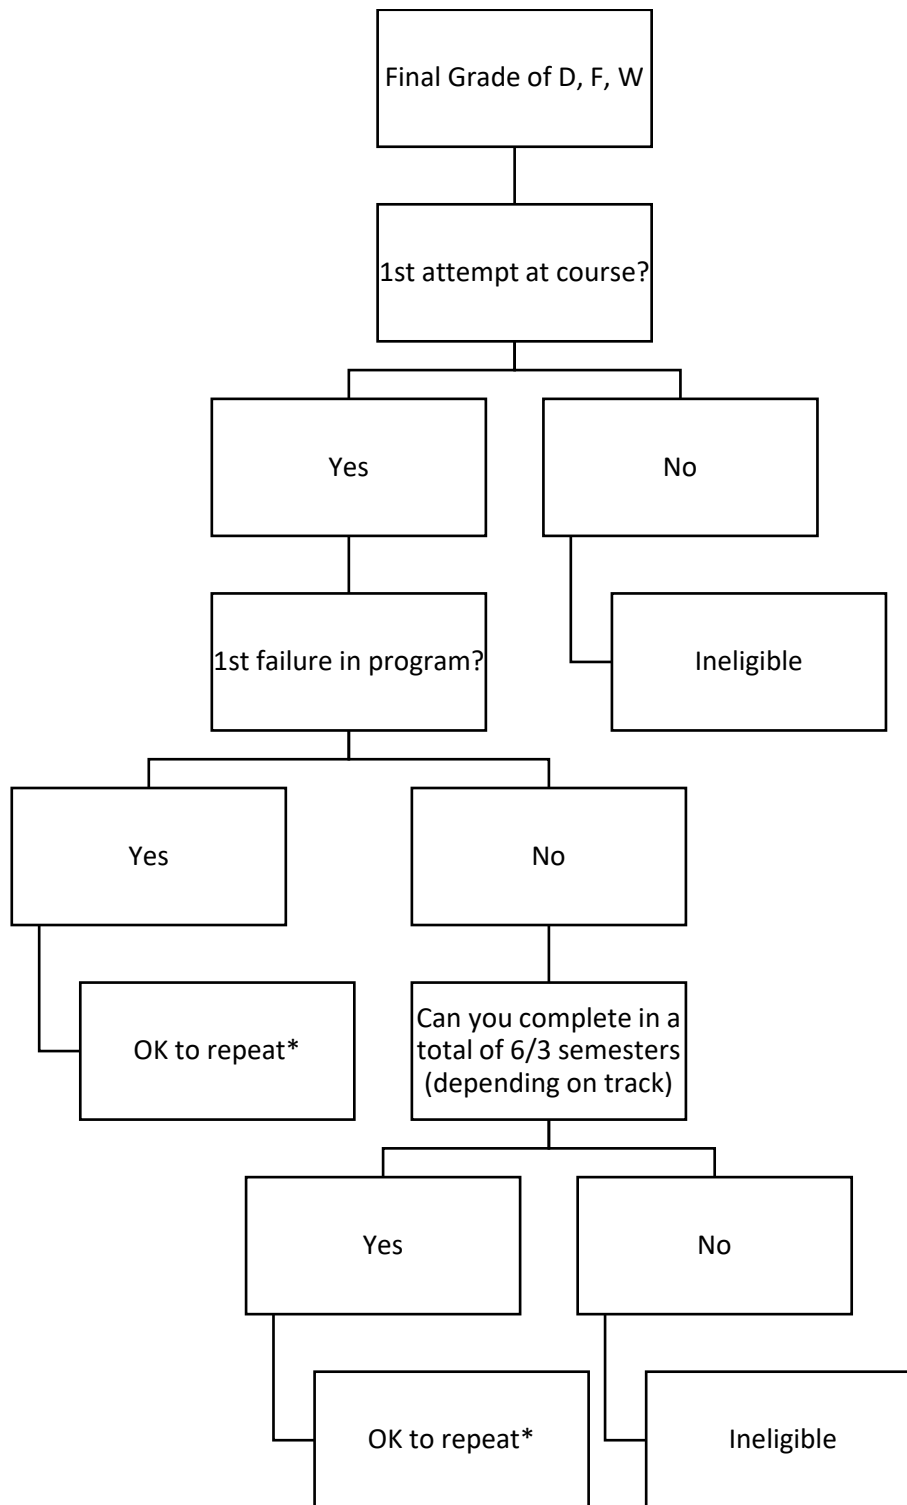 Final Grade of D, F, W
1st attempt at course?
Yes
No
1st failure in program?
Ineligible
Yes
No
OK to repeat*
Can you complete in a
total of 6/3 semesters
(depending on track)
Yes
No
OK to repeat*
Ineligible